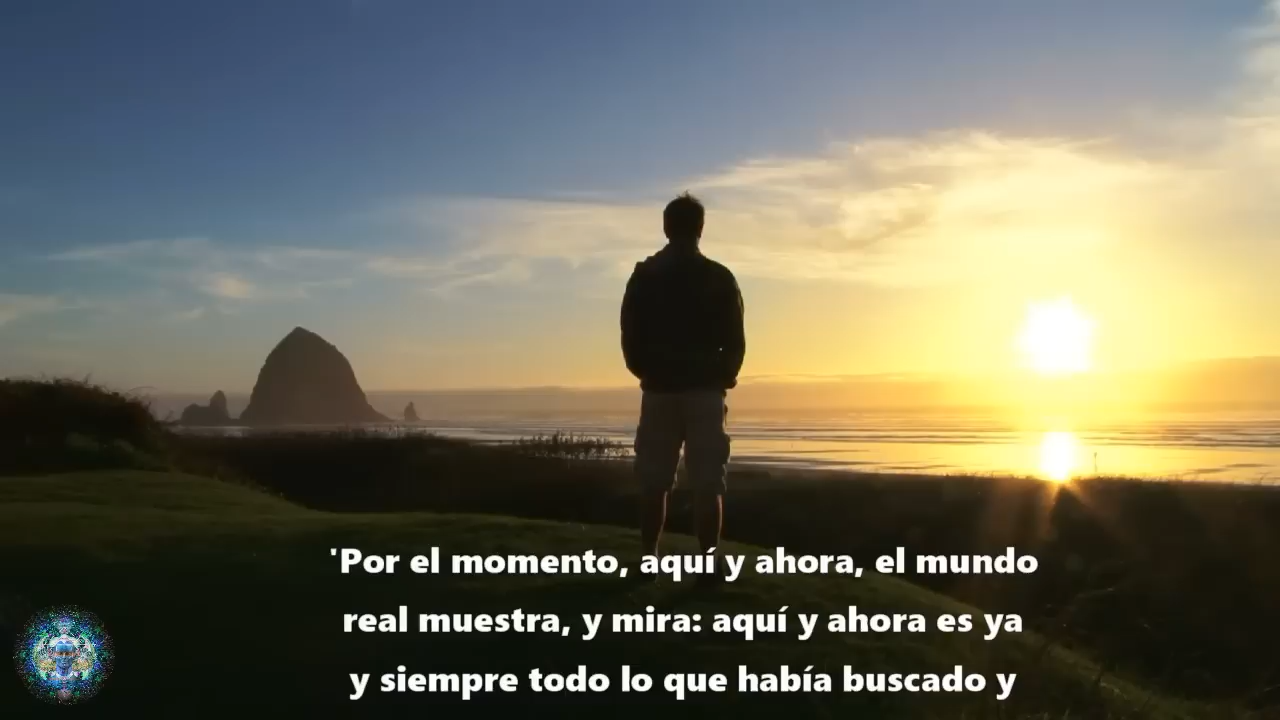 'Por el momento, aquí y ahora, el mundo
real muestra, y mira: aquí y ahora es ya
y siempre todo lo que había buscado y